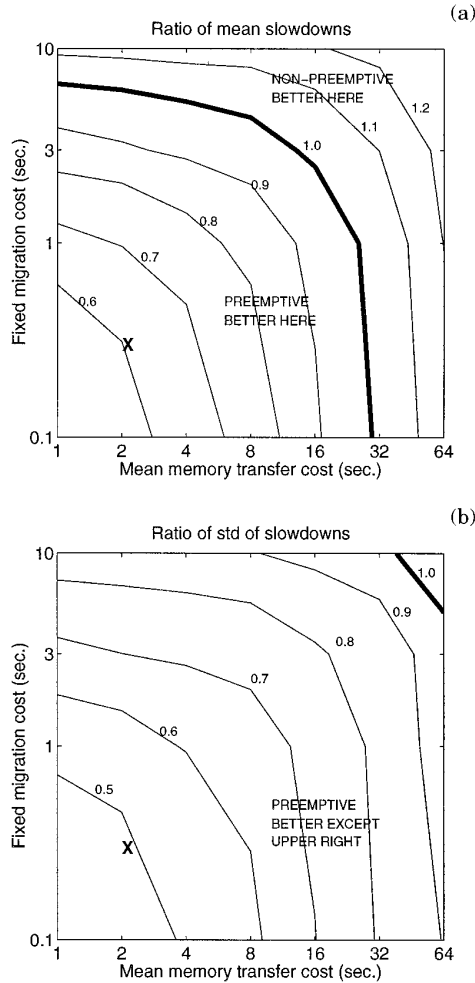 (a)
Ratio of mean slowdowns
Fixed migration cost (sec.)
10
3
1
0.1
NON-PREEMPTIVE
BETTER HERE
1.2
1.1
1.0
0.9
0.8
0.7
0.6
PREEMPTIVE
BETTER HERE
X
1 2 4 8 16 32 64
Mean memory transfer cost (sec.)
(b)
Ratio of std of slowdowns
Fixed migration cost (sec.)
10
3
1
0.1
1.0
0.9
0.8
0.7
0.6
0.5
PREEMPTIVE
BETTER EXCEPT
UPPER RIGHT
X
1 2 4 8 16 32 64
Mean memory transfer cost (sec.)